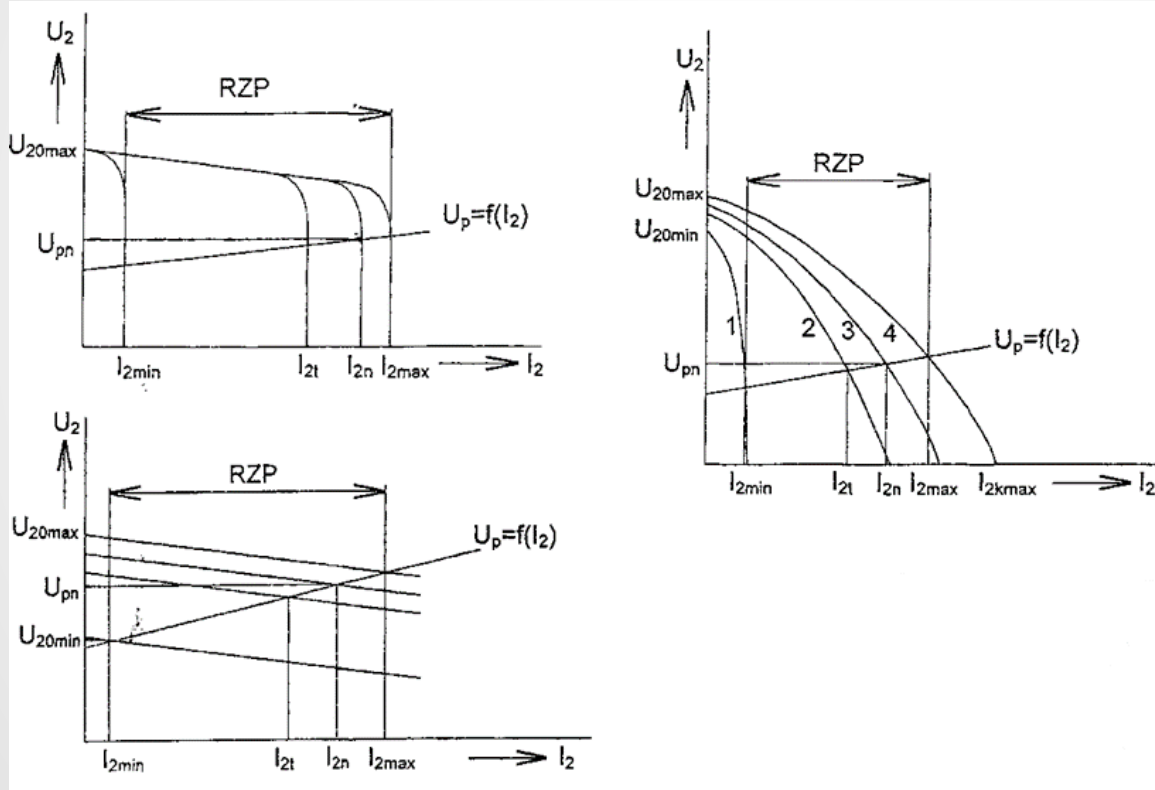 U₂
RZP
U₂₀max
Uₚ=f(I₂)
Uₚₙ
I₂min
I₂t
I₂n
I₂max
I₂
U₂
RZP
U₂₀max
Uₚ=f(I₂)
Uₚₙ
U₂₀min
I₂min
I₂t
I₂n
I₂max
I₂
U₂
RZP
U₂₀max
U₂₀min
1
2
3
4
Uₚ=f(I₂)
Uₚₙ
I₂min
I₂t
I₂n
I₂max
I₂kmax
I₂